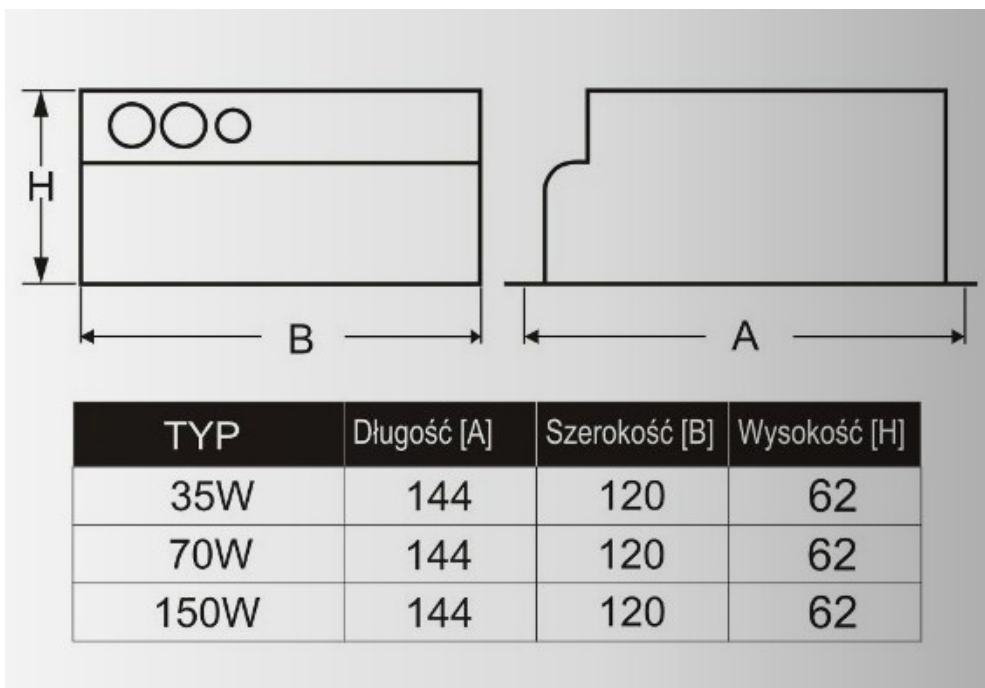 H
B
A
TYP Długość [A] Szerokość [B] Wysokość [H]
35W 144 120 62
70W 144 120 62
150W 144 120 62